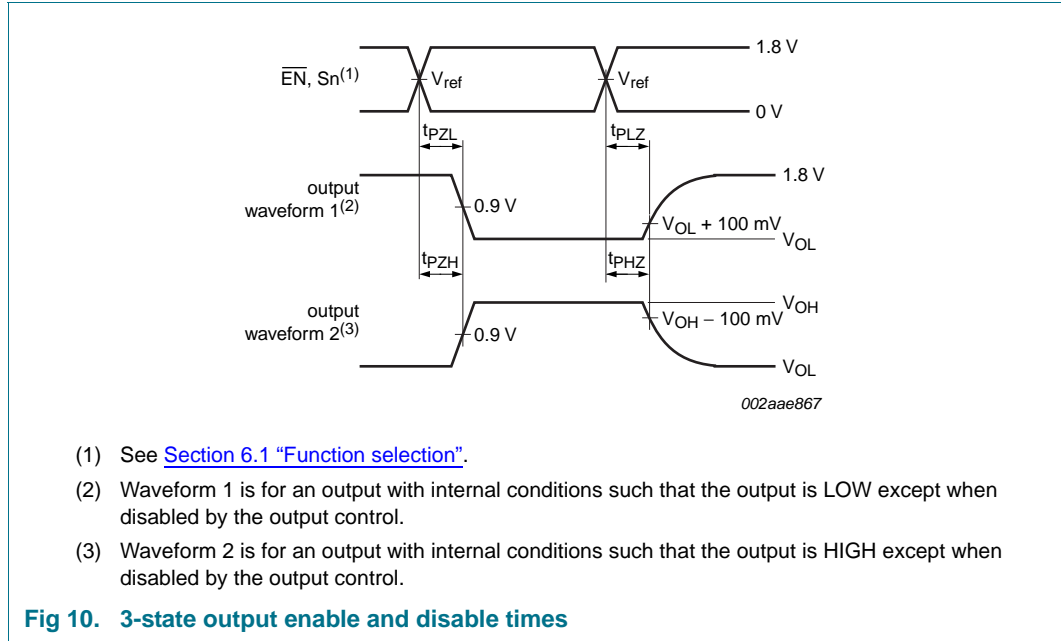 1.8 V
EN, Sn(1)
Vref
Vref
0 V
tPZL
tPLZ
1.8 V
output
waveform 1(2)
0.9 V
VOL + 100 mV
VOL
tPZH
tPHZ
VOH
output
waveform 2(3)
VOH − 100 mV
0.9 V
VOL
002aae867
(1) See Section 6.1 “Function selection”.
(2) Waveform 1 is for an output with internal conditions such that the output is LOW except when
disabled by the output control.
(3) Waveform 2 is for an output with internal conditions such that the output is HIGH except when
disabled by the output control.
Fig 10. 3-state output enable and disable times